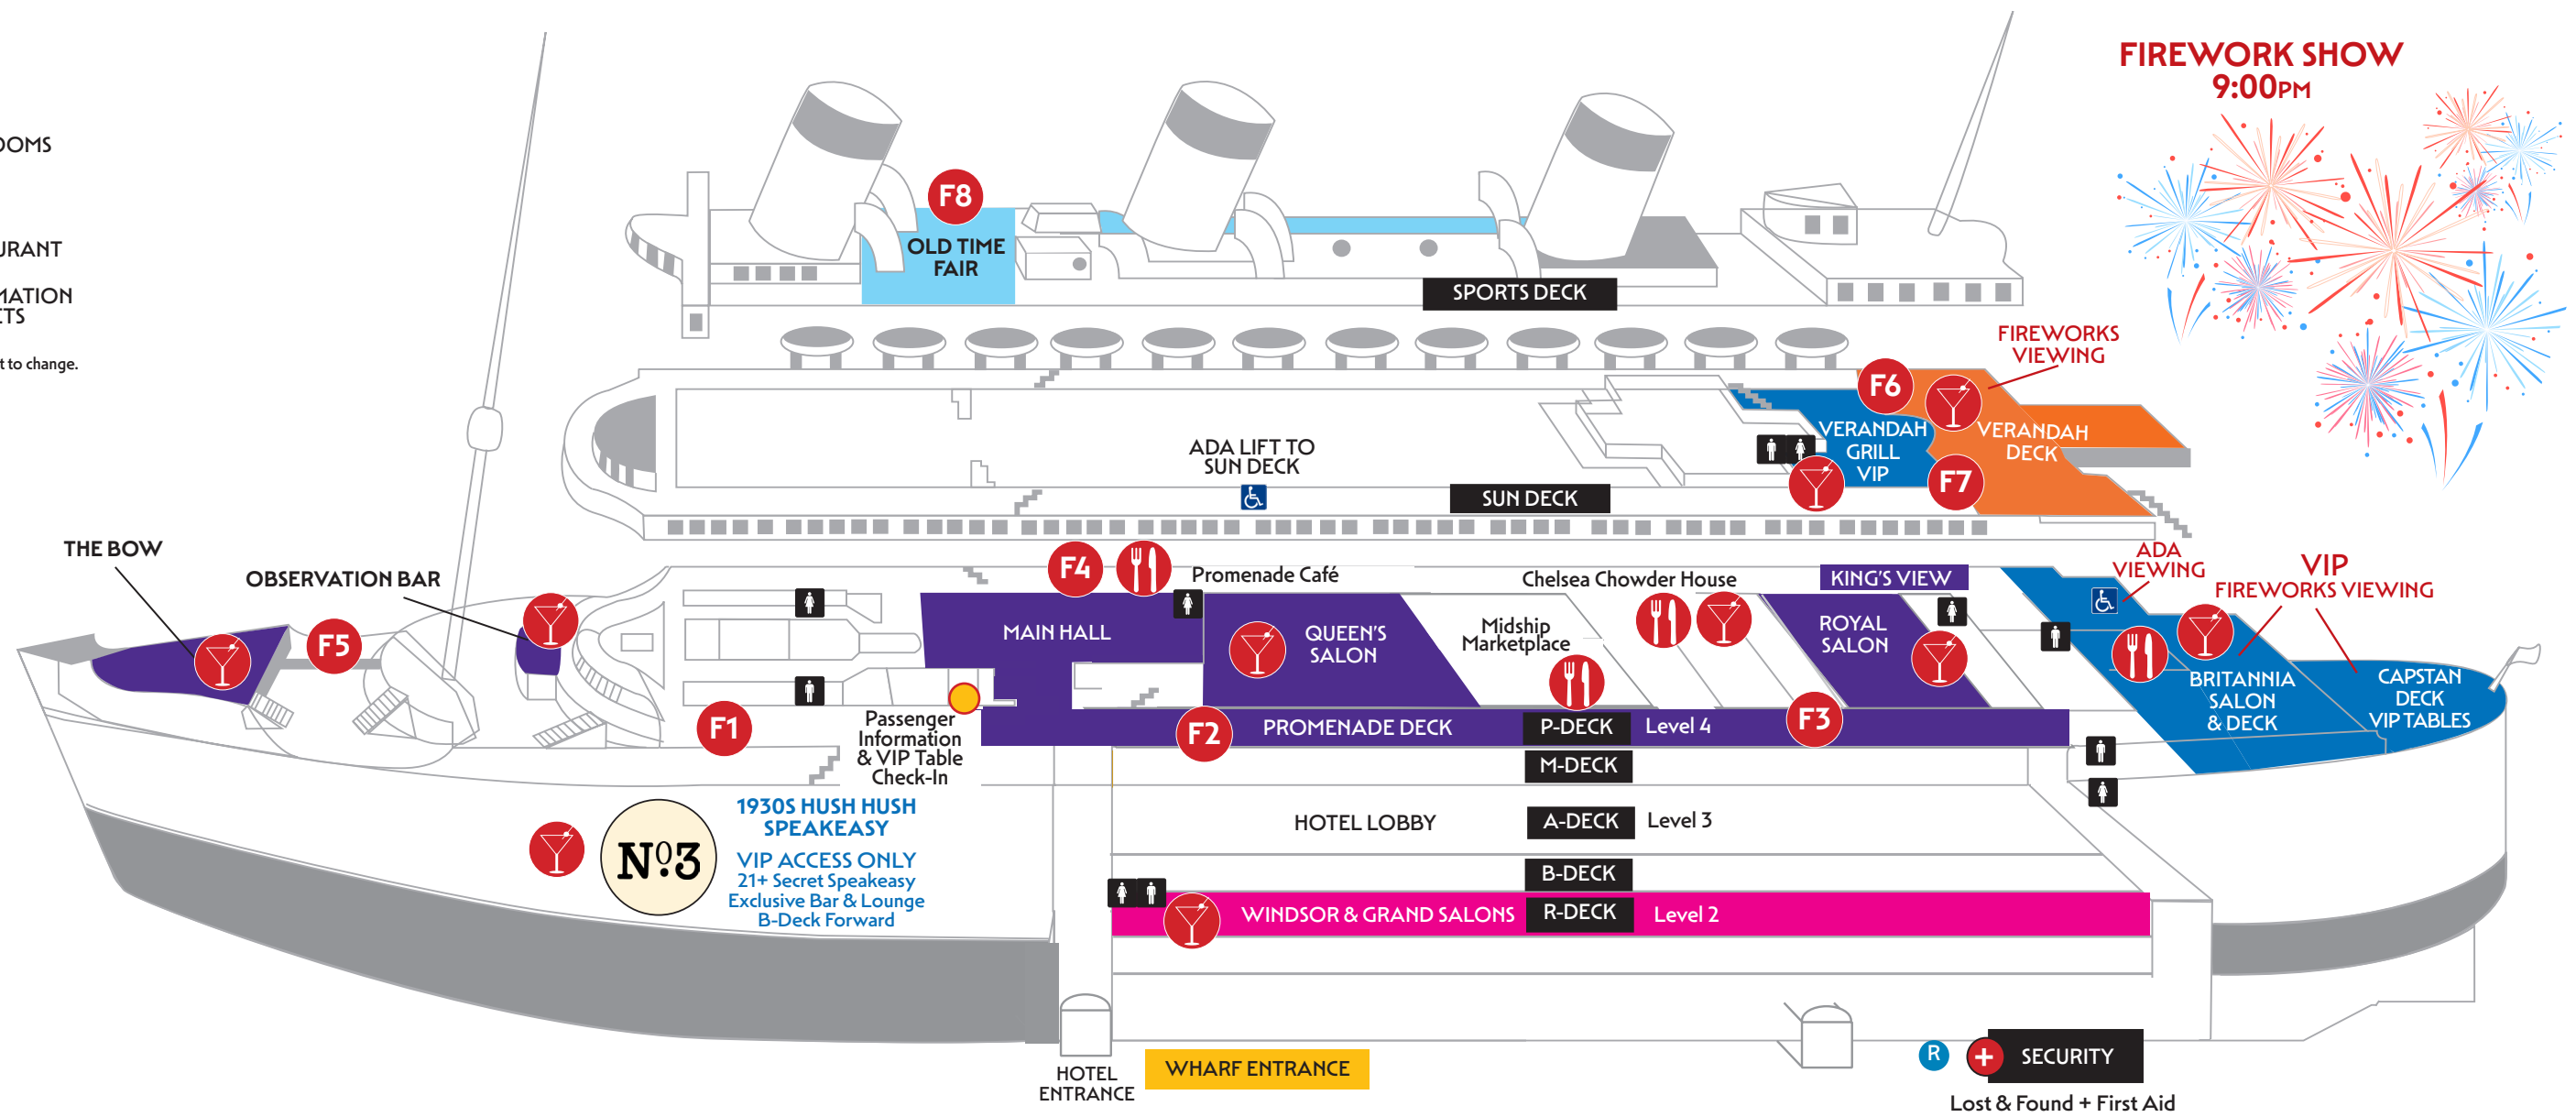 FIREWORK SHOW
9:00PM
OOMS
URANT
MATION
ETS
t to change.
F8
OLD TIME
FAIR
SPORTS DECK
FIREWORKS
VIEWING
F6
VERANDAH
GRILL
VIP
VERANDAH
DECK
F7
ADA LIFT TO
SUN DECK
SUN DECK
THE BOW
OBSERVATION BAR
F5
F4
Promenade Café
Chelsea Chowder House
KING'S VIEW
ADA
VIEWING
VIP
FIREWORKS VIEWING
MAIN HALL
QUEEN'S
SALON
Midship
Marketplace
ROYAL
SALON
BRITANNIA
SALON
& DECK
CAPSTAN
DECK
VIP TABLES
F1
Passenger
Information
& VIP Table
Check-In
F2
PROMENADE DECK
P-DECK
Level 4
F3
M-DECK
1930S HUSH HUSH
SPEAKEASY
Nº3
VIP ACCESS ONLY
21+ Secret Speakeasy
Exclusive Bar & Lounge
B-Deck Forward
HOTEL LOBBY
A-DECK
Level 3
B-DECK
WINDSOR & GRAND SALONS
R-DECK
Level 2
HOTEL
ENTRANCE
WHARF ENTRANCE
R
SECURITY
Lost & Found + First Aid